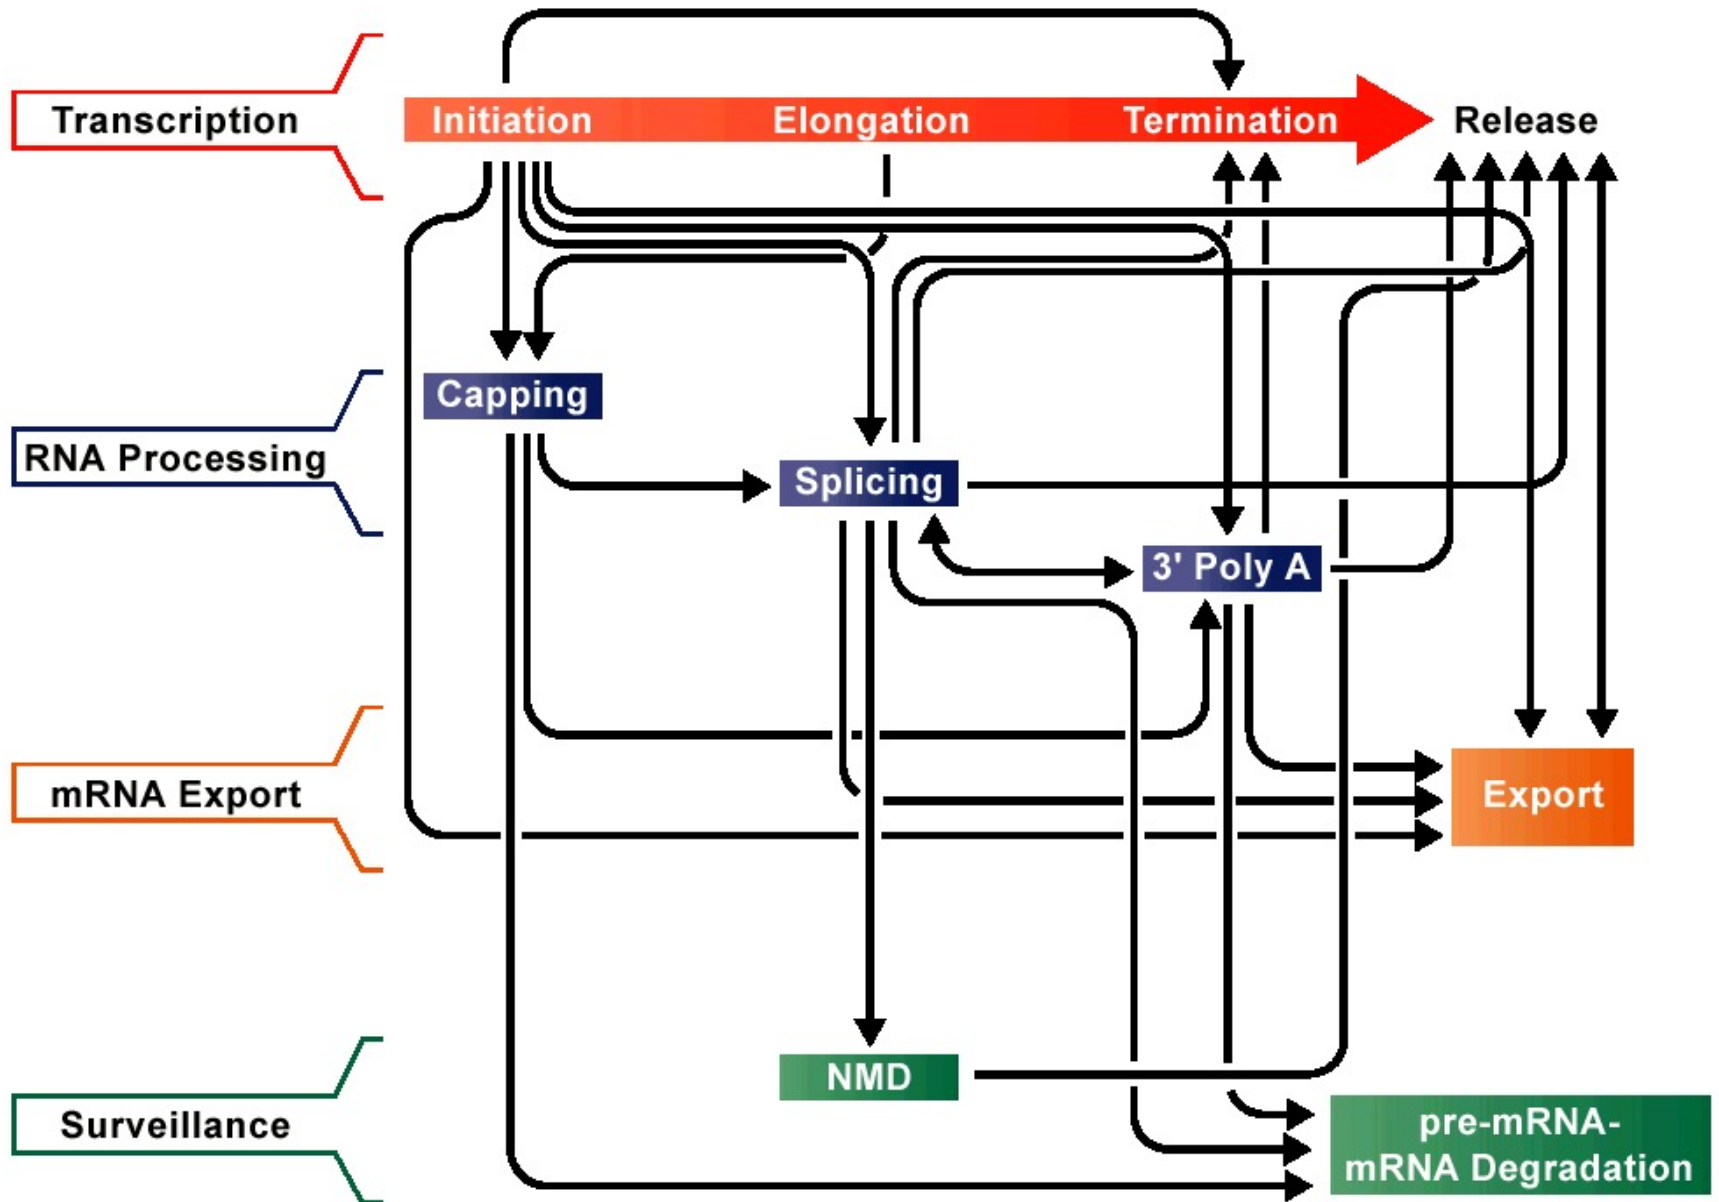 Transcription
Initiation
Elongation
Termination
Release
Capping
RNA Processing
Splicing
3' Poly A
mRNA Export
Export
NMD
Surveillance
pre-mRNA-
mRNA Degradation